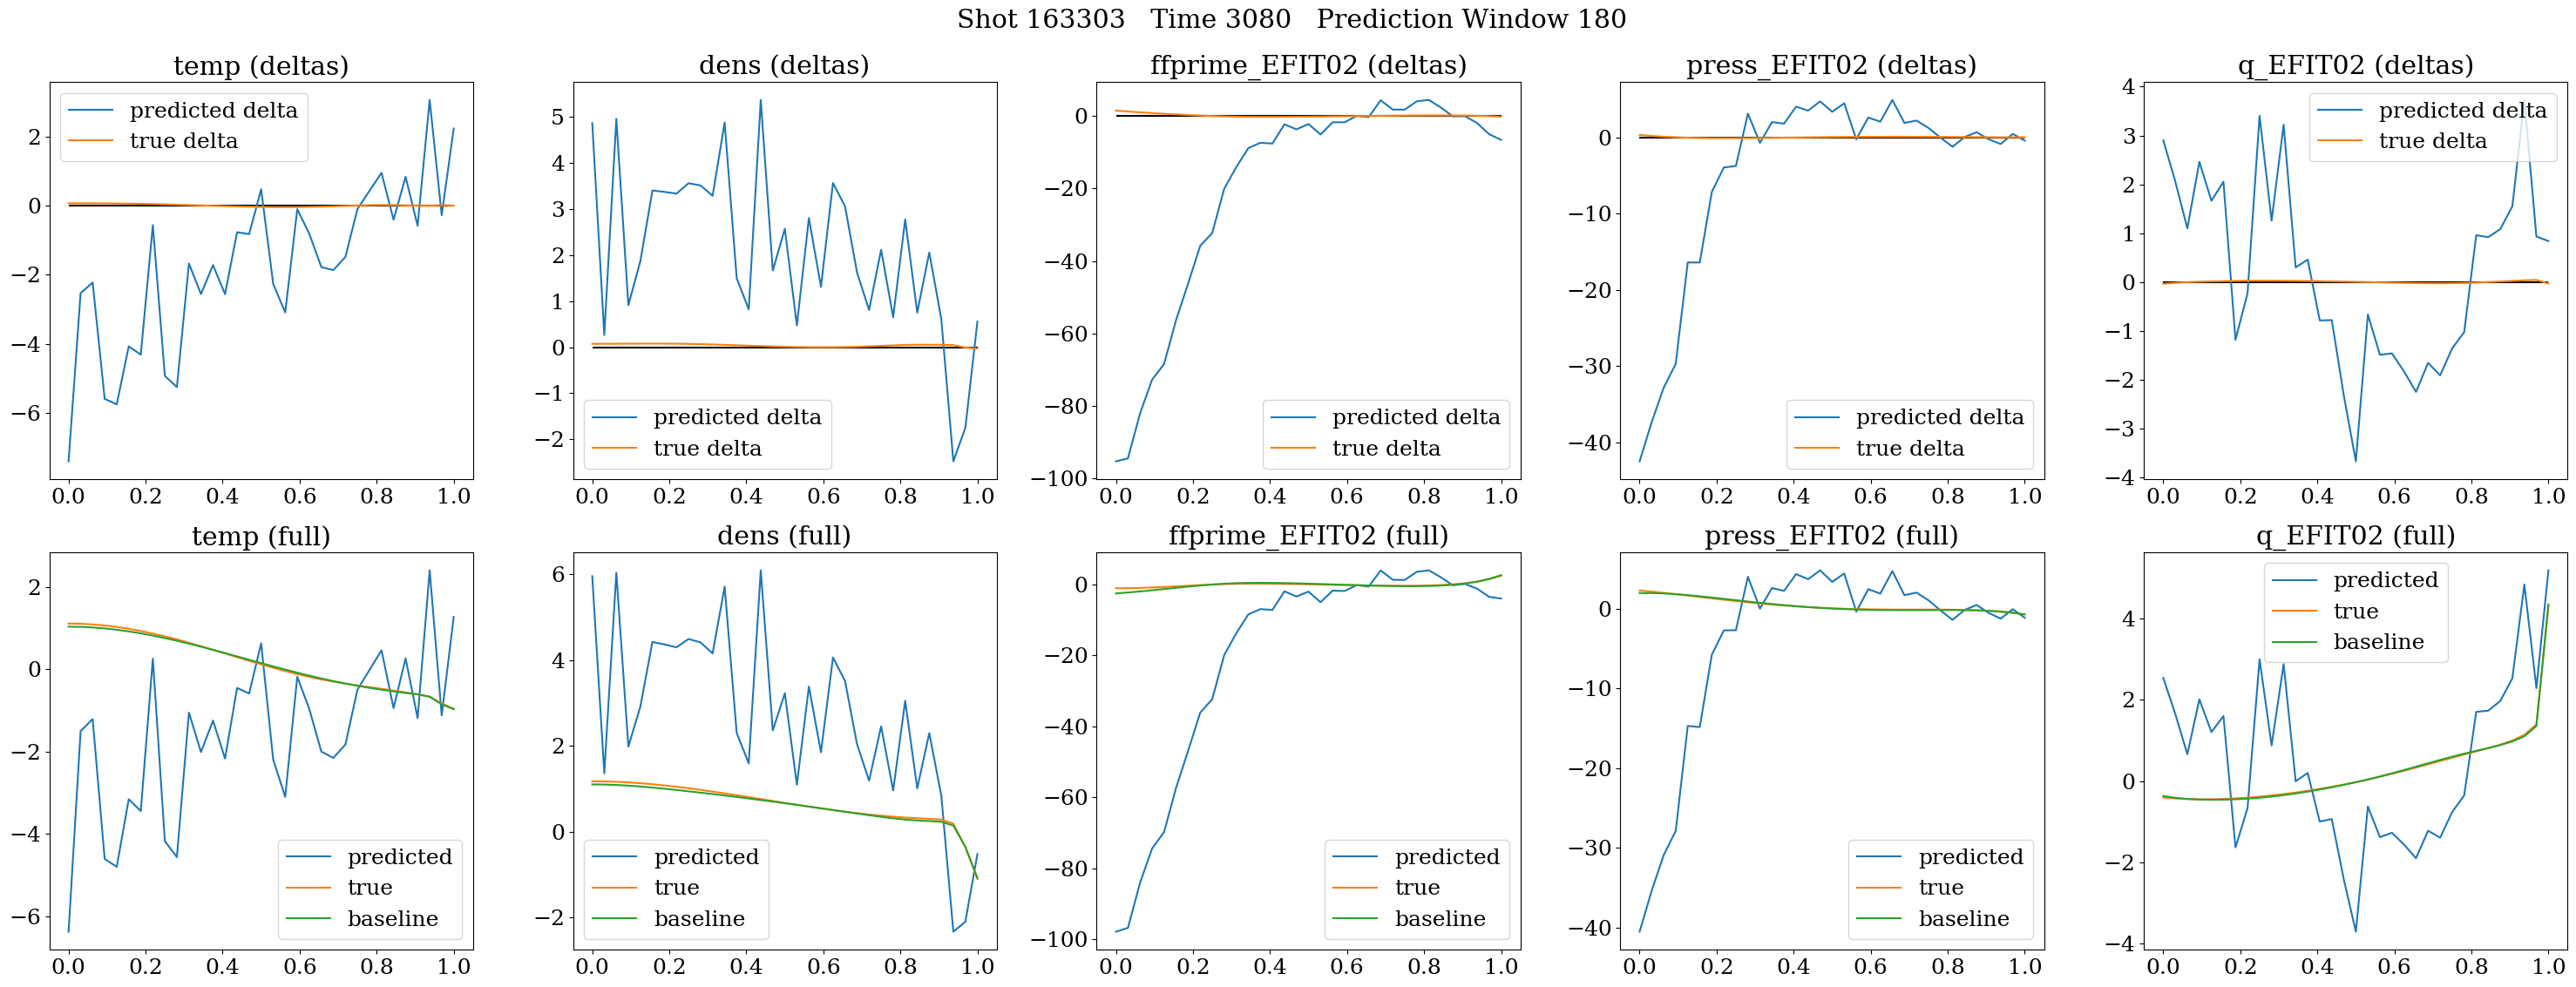 Shot 163303   Time 3080   Prediction Window 180
temp (deltas)
predicted delta
true delta
2
0
−2
−4
−6
0.0 0.2 0.4 0.6 0.8 1.0
dens (deltas)
5
4
3
2
1
0
−1
−2
predicted delta
true delta
0.0 0.2 0.4 0.6 0.8 1.0
ffprime_EFIT02 (deltas)
0
−20
−40
−60
−80
−100
predicted delta
true delta
0.0 0.2 0.4 0.6 0.8 1.0
press_EFIT02 (deltas)
0
−10
−20
−30
−40
predicted delta
true delta
0.0 0.2 0.4 0.6 0.8 1.0
q_EFIT02 (deltas)
predicted delta
true delta
4
3
2
1
0
−1
−2
−3
−4
0.0 0.2 0.4 0.6 0.8 1.0
temp (full)
2
0
−2
−4
−6
predicted
true
baseline
0.0 0.2 0.4 0.6 0.8 1.0
dens (full)
6
4
2
0
−2
predicted
true
baseline
0.0 0.2 0.4 0.6 0.8 1.0
ffprime_EFIT02 (full)
0
−20
−40
−60
−80
−100
predicted
true
baseline
0.0 0.2 0.4 0.6 0.8 1.0
press_EFIT02 (full)
0
−10
−20
−30
−40
predicted
true
baseline
0.0 0.2 0.4 0.6 0.8 1.0
q_EFIT02 (full)
predicted
true
baseline
4
2
0
−2
−4
0.0 0.2 0.4 0.6 0.8 1.0